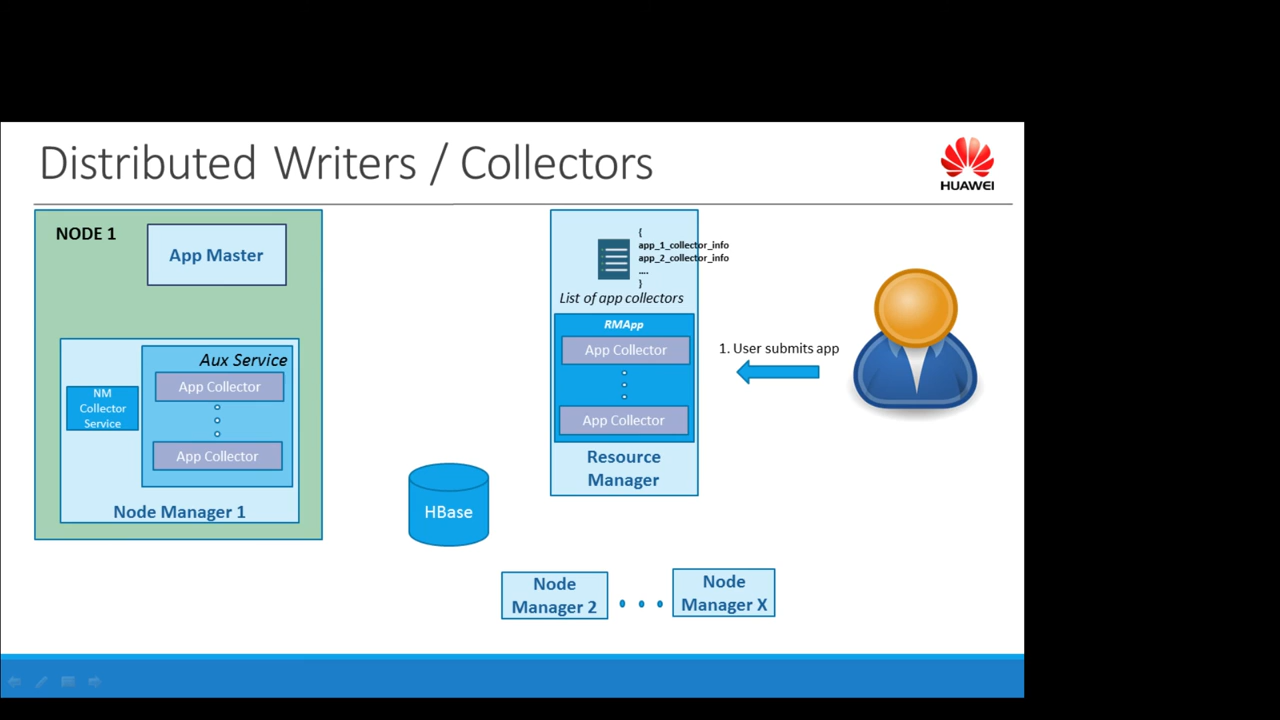 Distributed Writers / Collectors
HUAWEI
NODE 1
App Master
Aux Service
App Collector
App Collector
NM
Collector
Service
Node Manager 1
HBase
{
app_1_collector_info
app_2_collector_info
....
}
List of app collectors
RMApp
App Collector
App Collector
Resource
Manager
1. User submits app
Node
Manager 2
Node
Manager X